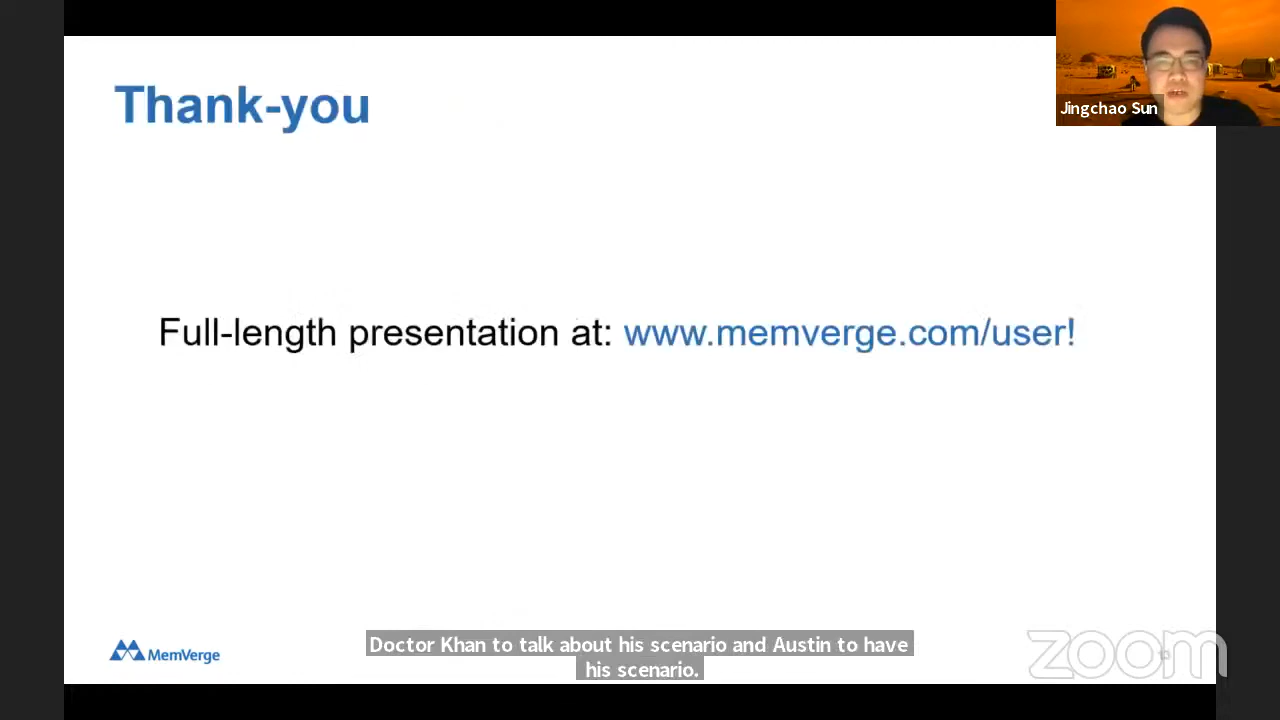 Thank-you
Jingchao Sun
Full-length presentation at: www.memverge.com/user!
Doctor Khan to talk about his scenario and Austin to have
his scenario.
MemVerge
zoom